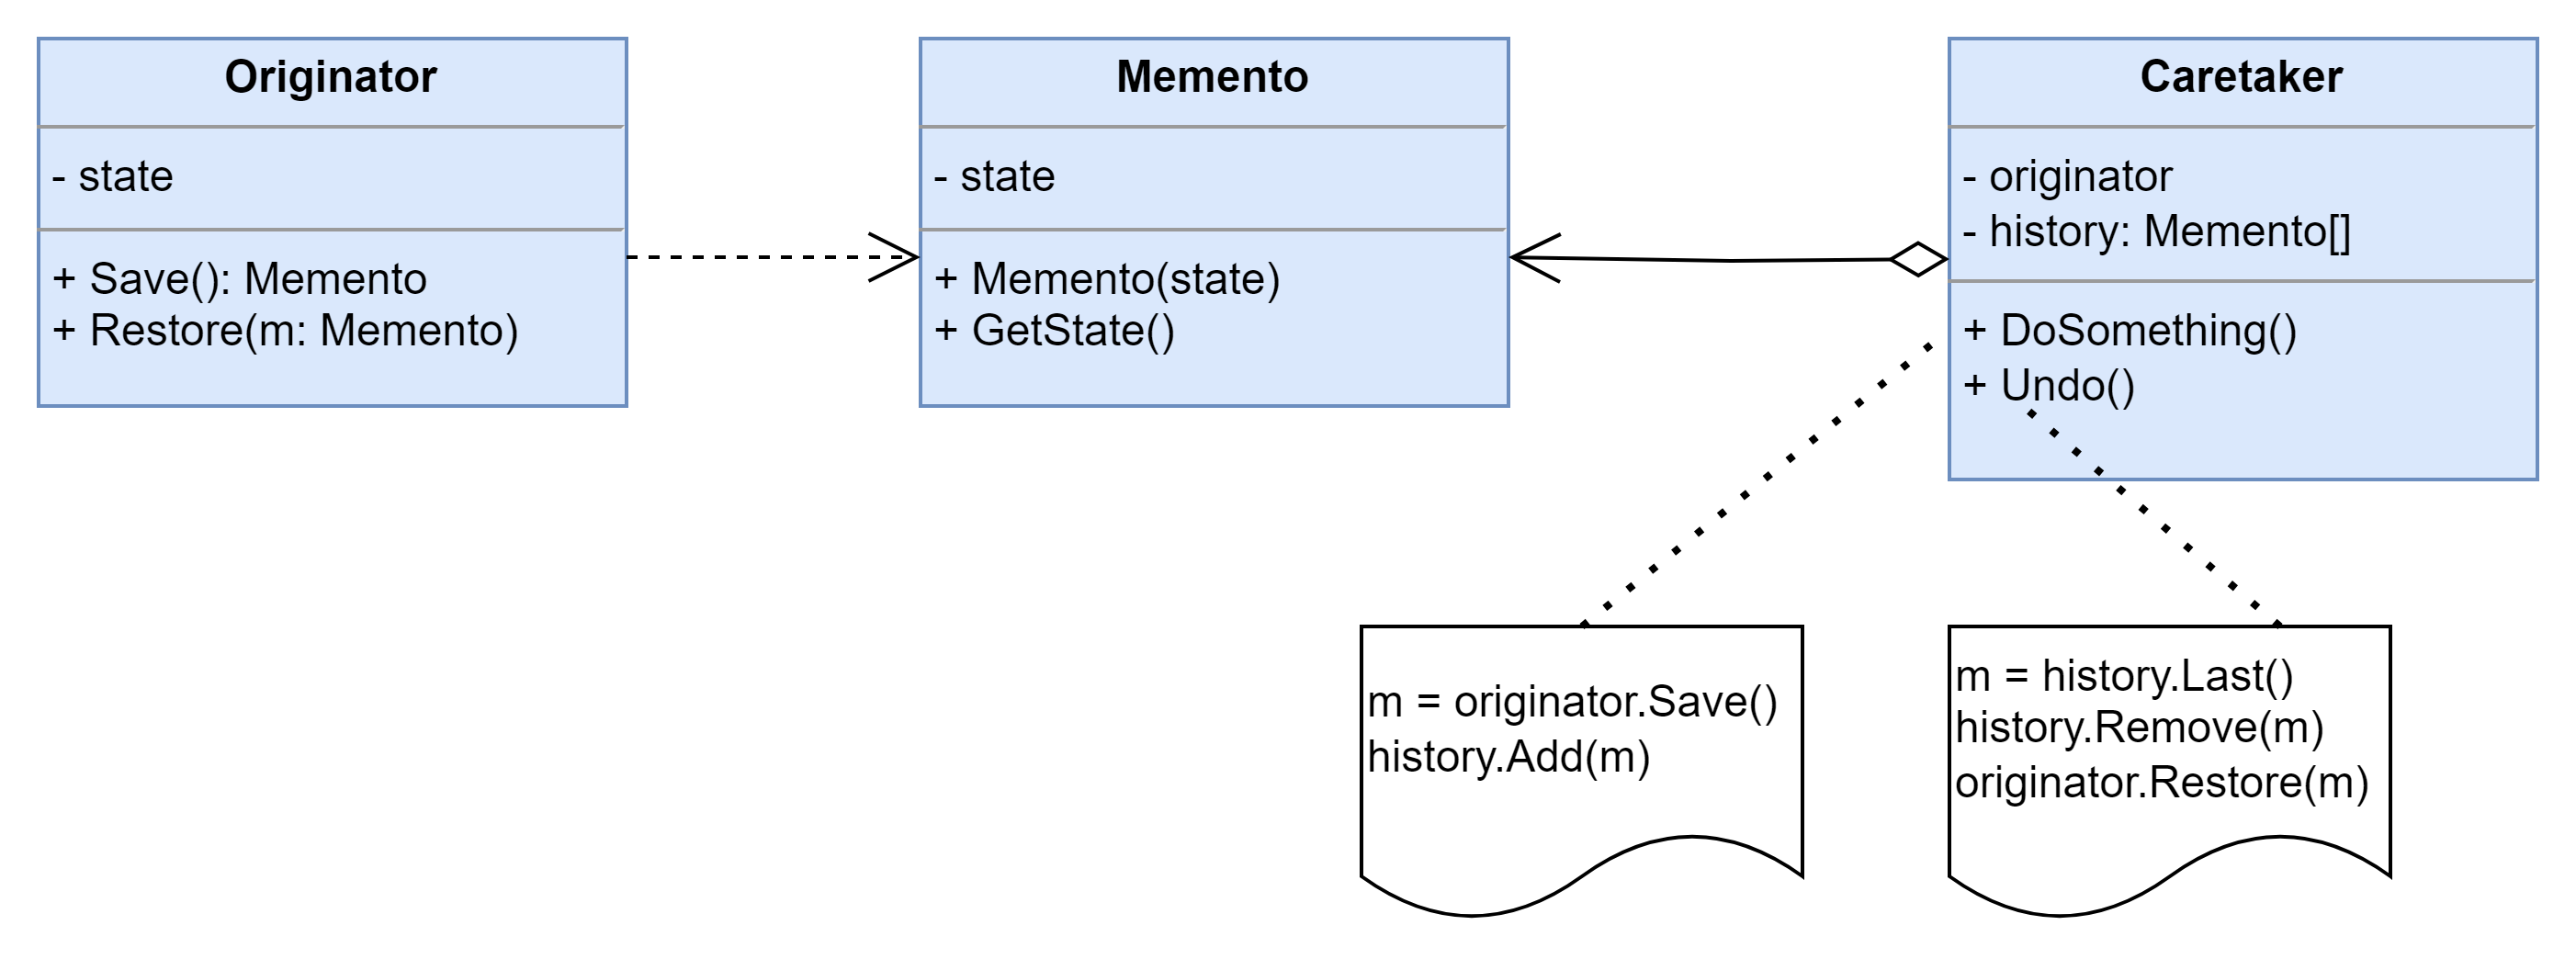 Originator
- state
+ Save(): Memento
+ Restore(m: Memento)
Memento
- state
+ Memento(state)
+ GetState()
Caretaker
- originator
- history: Memento[]
+ DoSomething()
+ Undo()
m = originator.Save()
history.Add(m)
m = history.Last()
history.Remove(m)
originator.Restore(m)